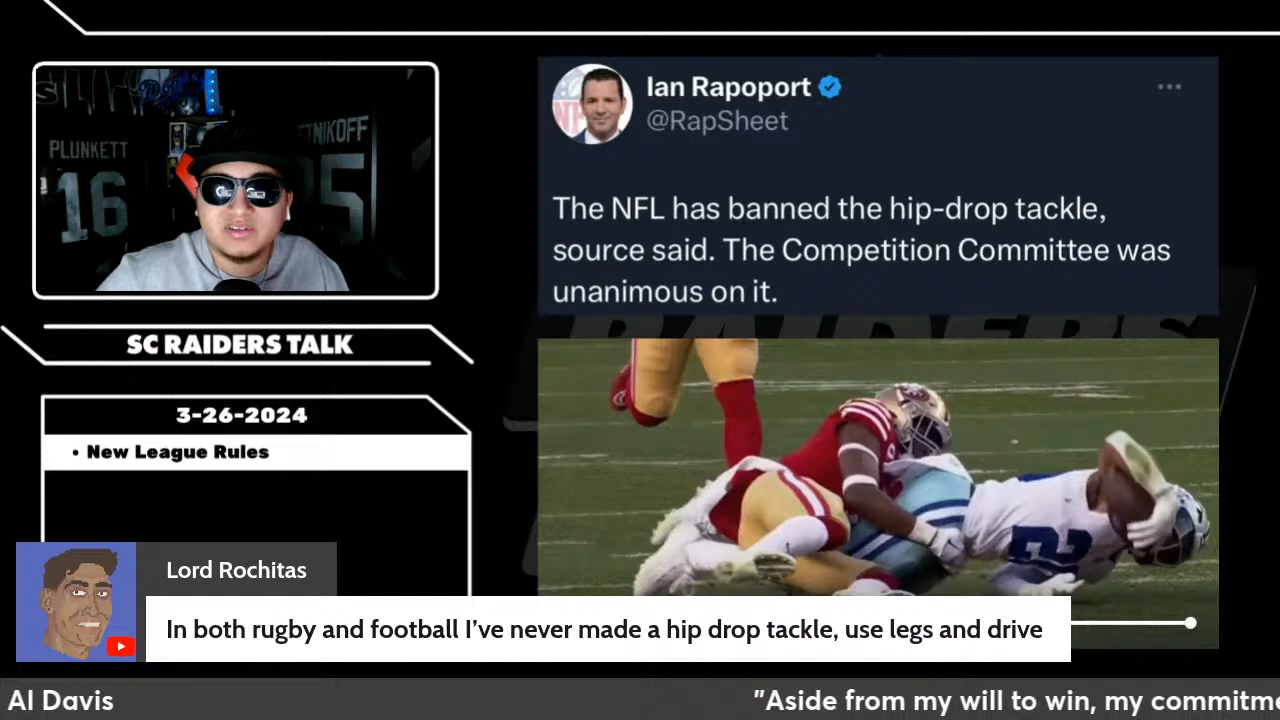 PLUNKETT
16
TNIKOFF
25
SC RAIDERS TALK
3-26-2024
• New League Rules
Ian Rapoport
@RapSheet
The NFL has banned the hip-drop tackle,
source said. The Competition Committee was
unanimous on it.
RAIDERS
Lord Rochitas
In both rugby and football I've never made a hip drop tackle, use legs and drive
Al Davis
"Aside from my will to win, my commitme